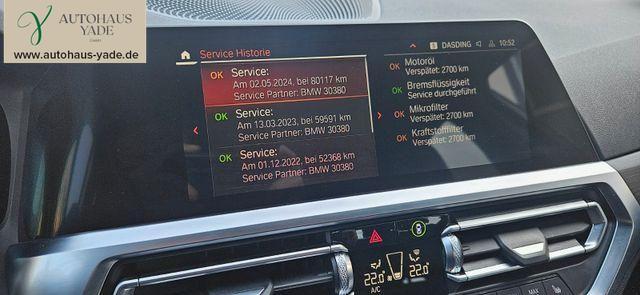 AUTOHAUS
YADE
GMBH
www.autohaus-yade.de
Service Historie
DASDING
10:52
OK Service:
Am 02.05.2024, bei 80117 km
Service Partner: BMW 30380
OK Service:
Am 13.03.2023, bei 59591 km
Service Partner: BMW 30380
OK Service:
Am 01.12.2022, bei 52368 km
Service Partner: BMW 30380
OK Motoröl
Verspätet: 2700 km
OK Bremsflüssigkeit
Service durchgeführt
OK Mikrofilter
Verspätet: 2700 km
OK Kraftstofffilter
Verspätet: 2700 km
22.0 22.0
A/C
MAX